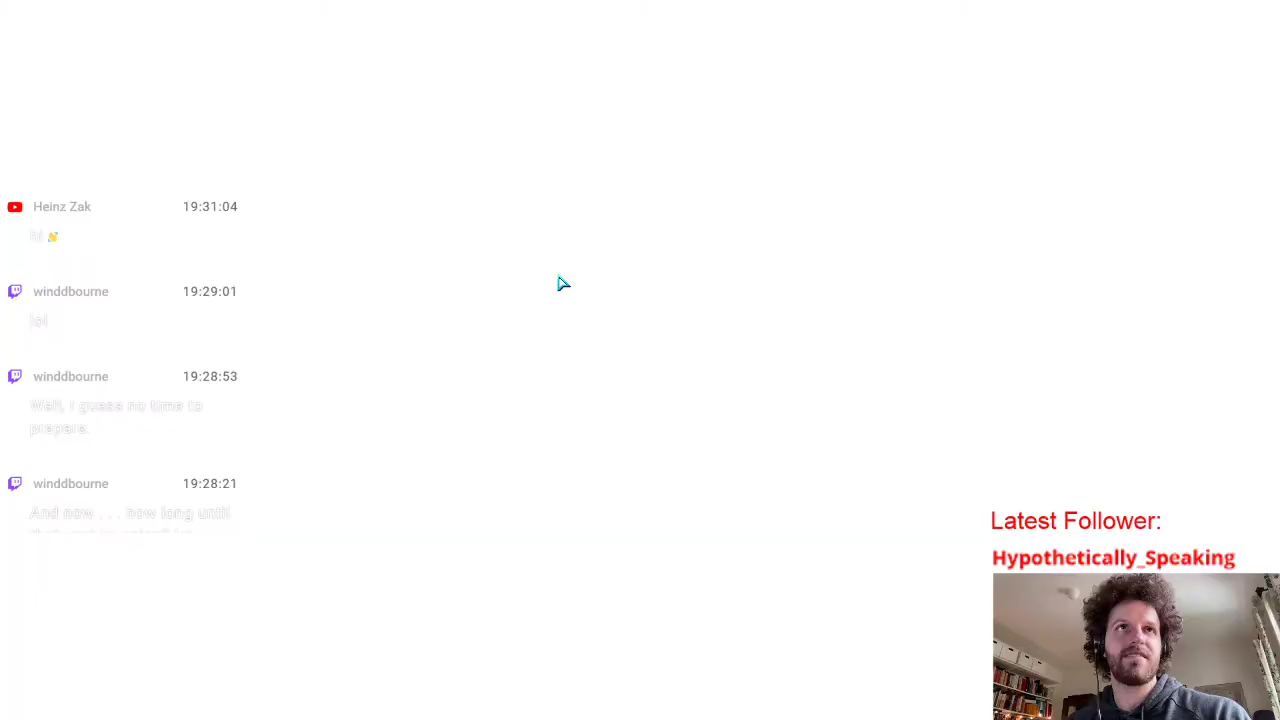 Heinz Zak 19:31:04
hi
winddbourne 19:29:01
lol
winddbourne 19:28:53
Well, I guess no time to
prepare.
winddbourne 19:28:21
And now . . . how long until
Latest Follower:
Hypothetically_Speaking